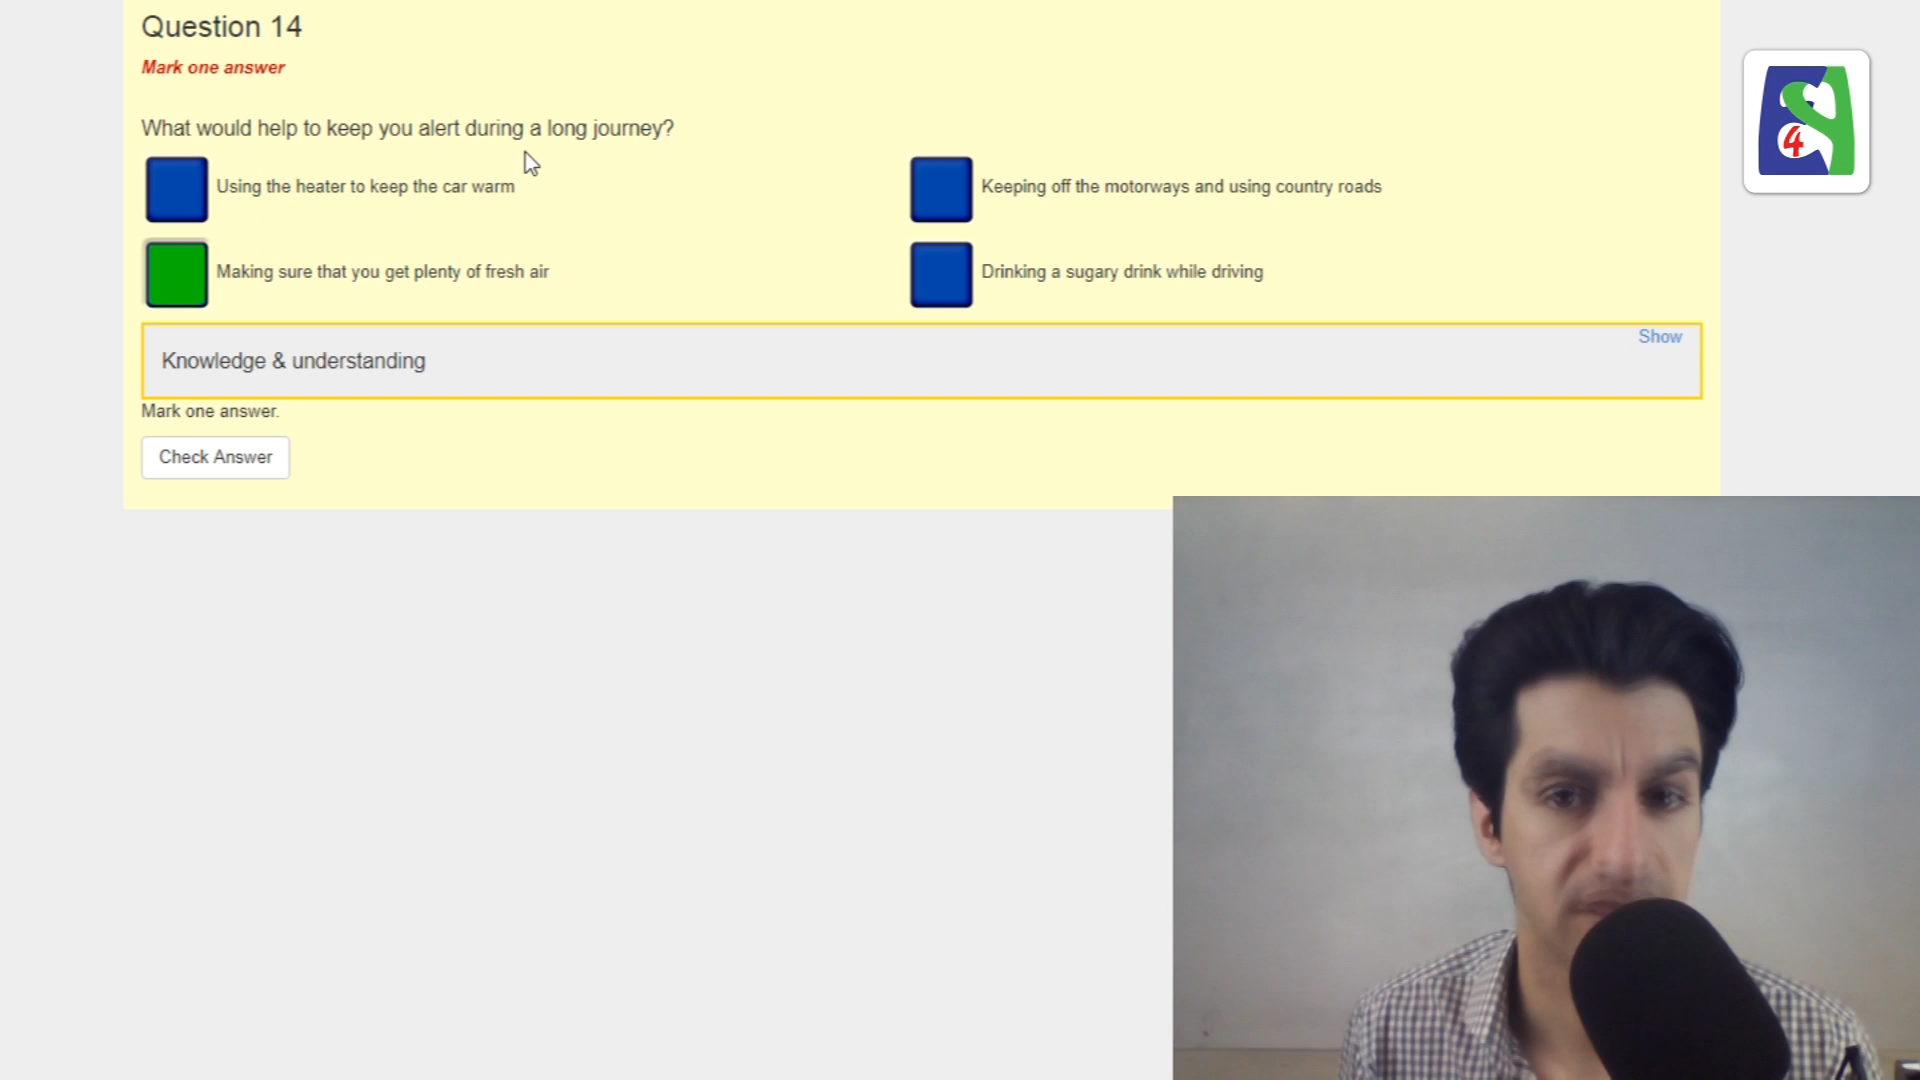 Question 14
Mark one answer
What would help to keep you alert during a long journey?
Using the heater to keep the car warm
Keeping off the motorways and using country roads
Making sure that you get plenty of fresh air
Drinking a sugary drink while driving
Show
Knowledge & understanding
Mark one answer.
Check Answer
4